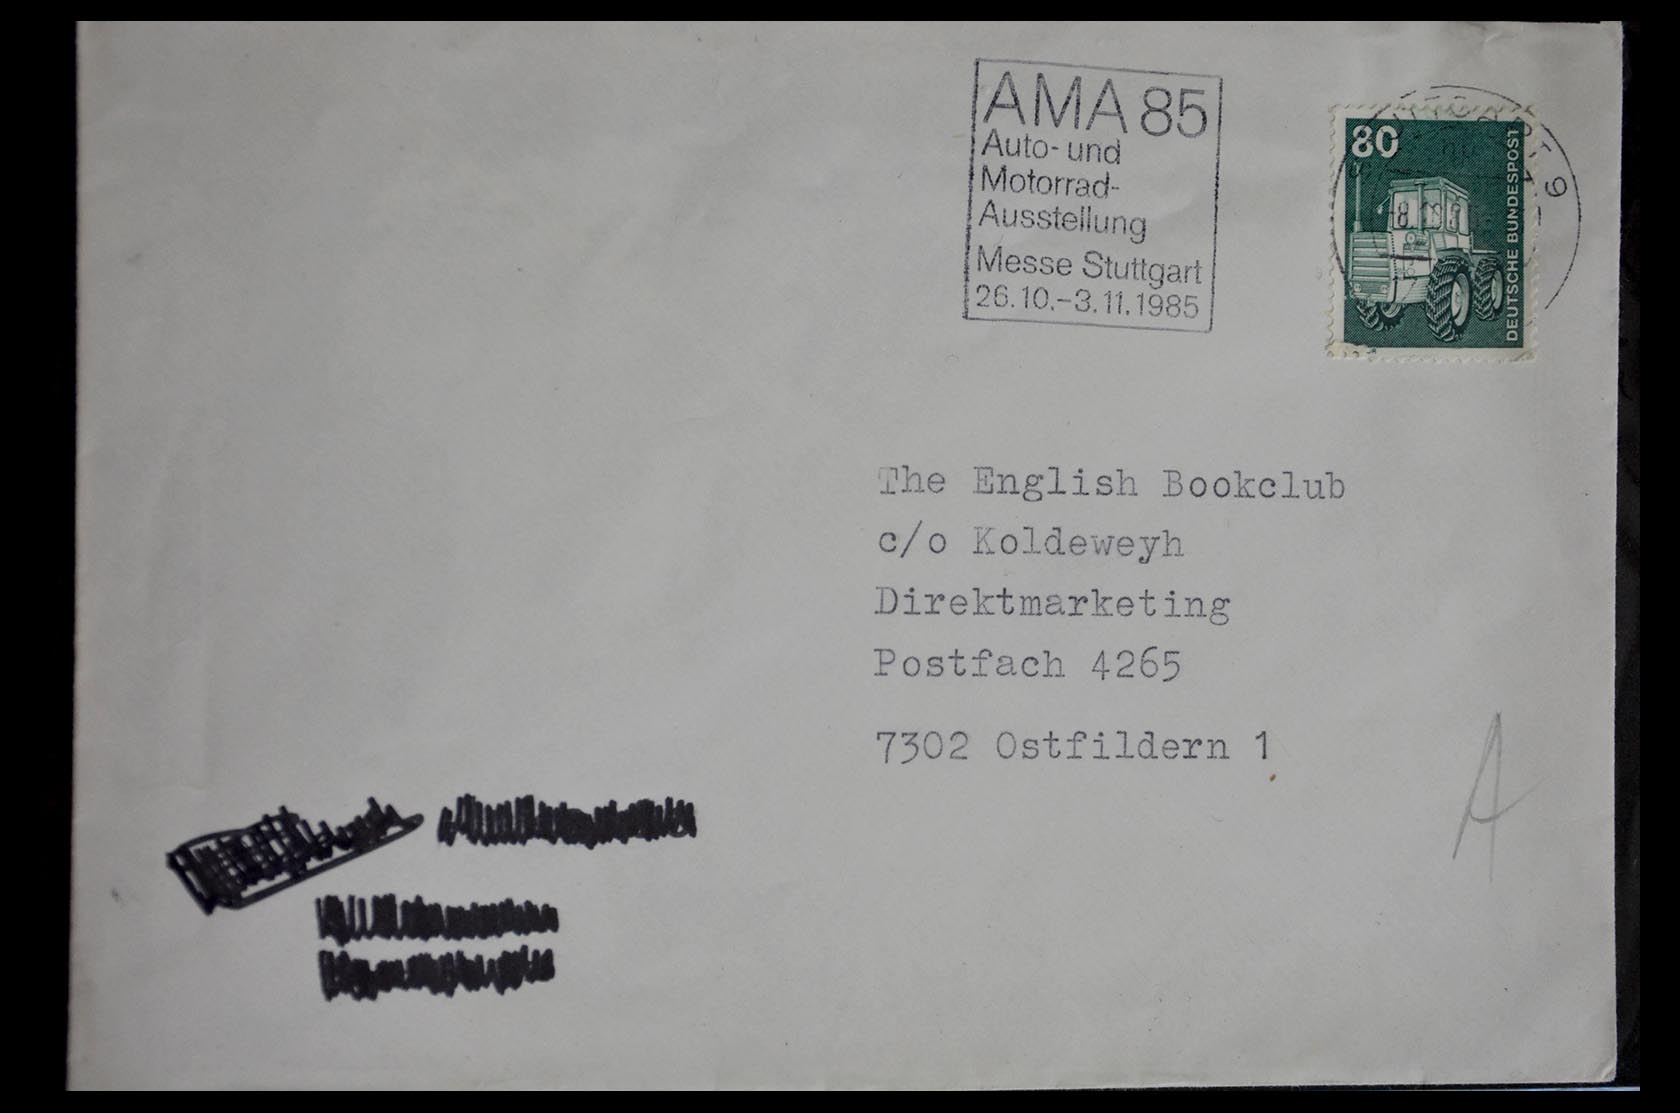 AMA 85
Auto- und
Motorrad-
Ausstellung
Messe Stuttgart
26.10.-3.11.1985
80
DEUTSCHE BUNDESPOST
9
The English Bookclub
c/o Koldeweyh
Direktmarketing
Postfach 4265
7302 Ostfildern 1
A